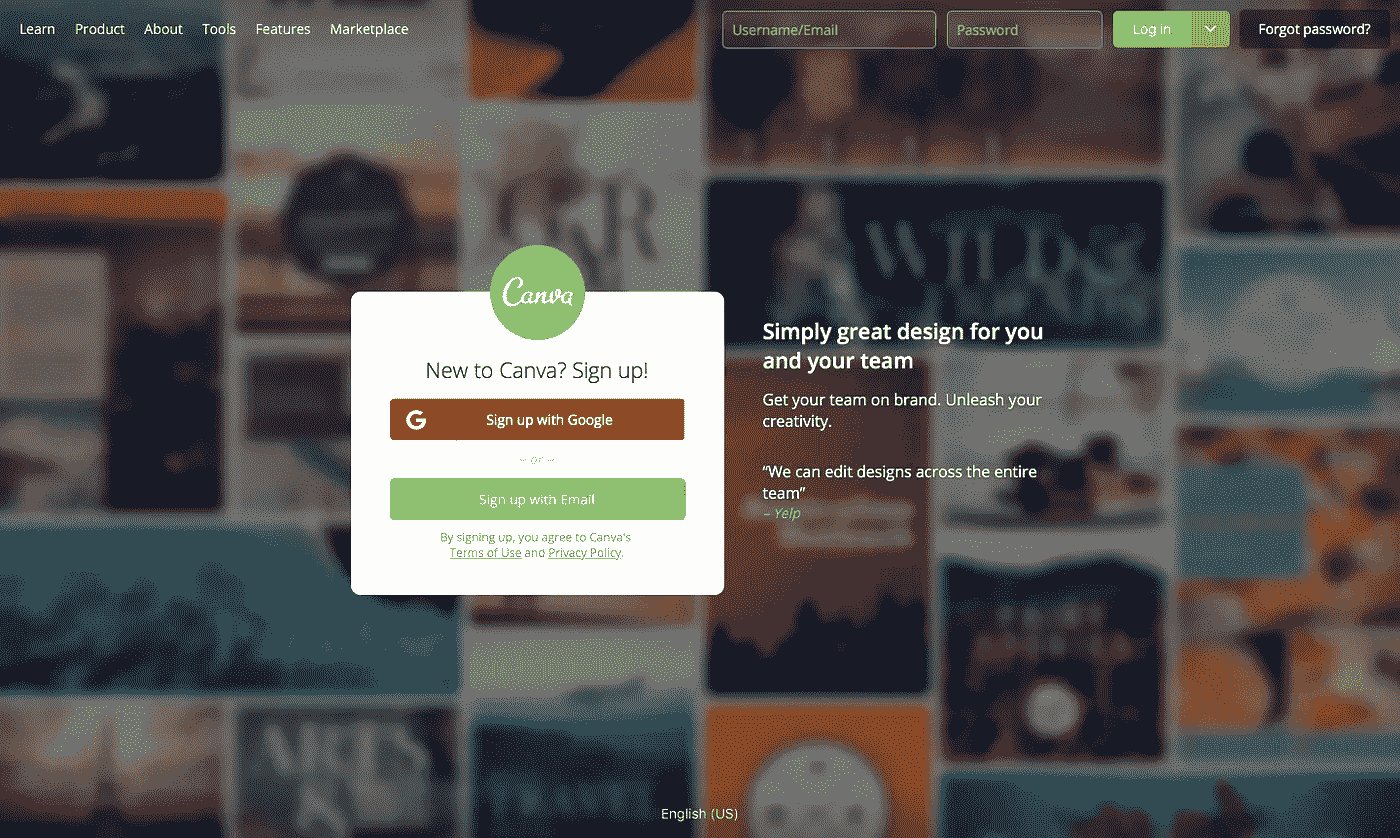 Learn Product About Tools Features Marketplace
Username/Email Password Log in Forgot password?
Canva
New to Canva? Sign up!
G Sign up with Google
– or –
Sign up with Email
By signing up, you agree to Canva's
Terms of Use and Privacy Policy.
Simply great design for you
and your team
Get your team on brand. Unleash your
creativity.
“We can edit designs across the entire
team”
– Yelp
English (US)